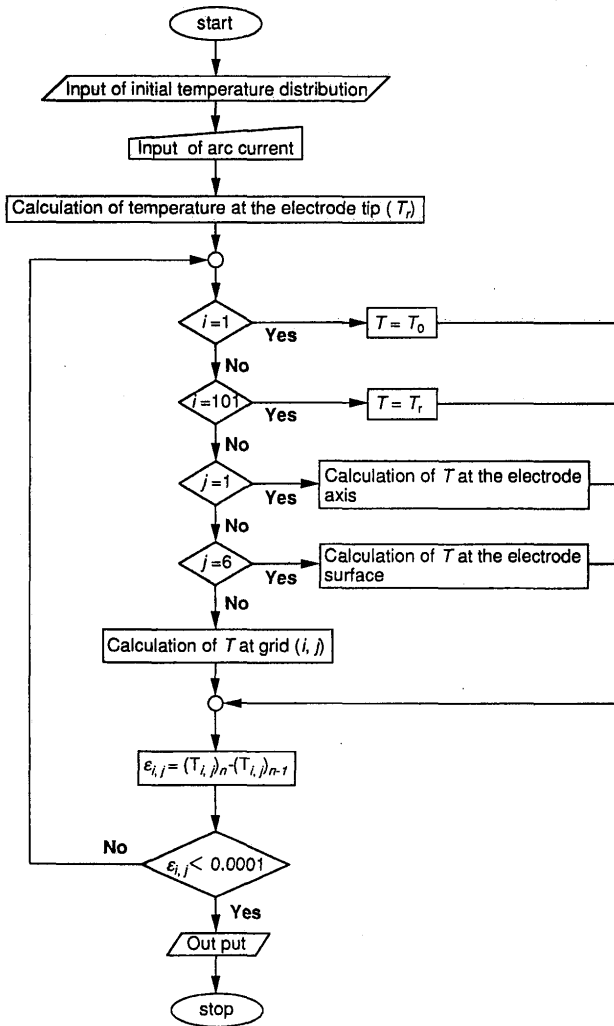 start
Input of initial temperature distribution
Input of arc current
Calculation of temperature at the electrode tip (Tr)
i=1
Yes
T = To
No
i=101
Yes
T = Tr
No
j=1
Yes
Calculation of T at the electrode
axis
No
j=6
Yes
Calculation of T at the electrode
surface
No
Calculation of T at grid (i, j)
εi, j = (Ti, j)n-(Ti, j)n-1
No
εi, j < 0.0001
Yes
Out put
stop